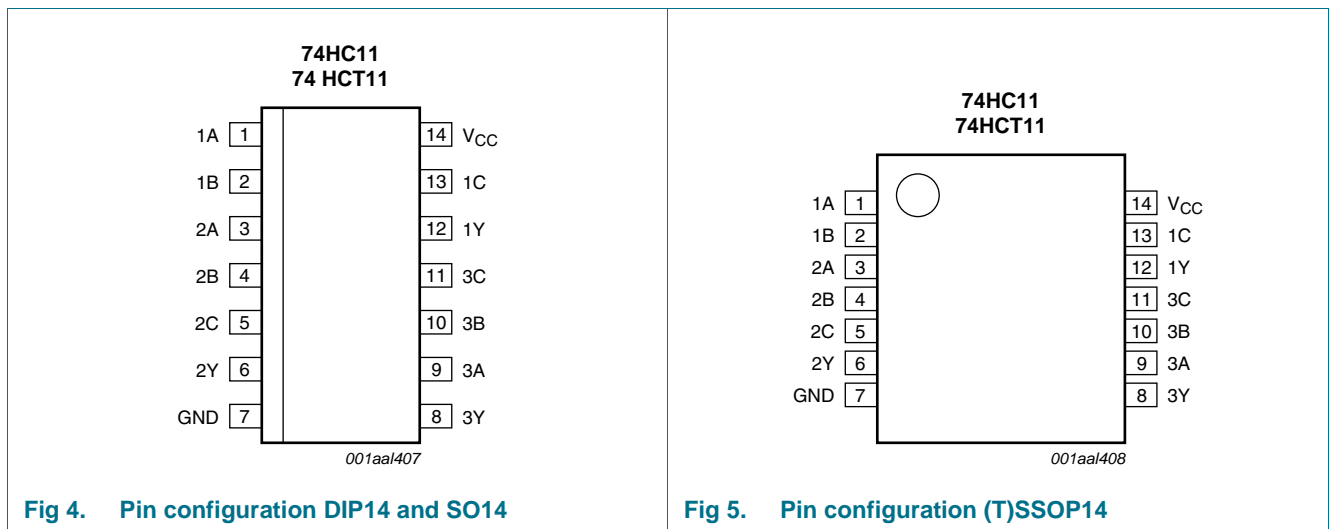 74HC11
74 HCT11
1A 1 14 VCC
1B 2 13 1C
2A 3 12 1Y
2B 4 11 3C
2C 5 10 3B
2Y 6 9 3A
GND 7 8 3Y
001aal407
Fig 4. Pin configuration DIP14 and SO14
74HC11
74HCT11
1A 1 14 VCC
1B 2 13 1C
2A 3 12 1Y
2B 4 11 3C
2C 5 10 3B
2Y 6 9 3A
GND 7 8 3Y
001aal408
Fig 5. Pin configuration (T)SSOP14